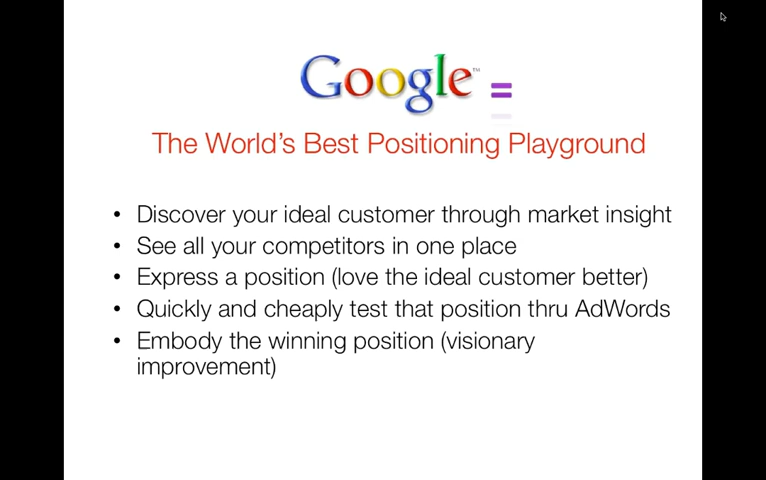 Google™ =
The World's Best Positioning Playground
• Discover your ideal customer through market insight
• See all your competitors in one place
• Express a position (love the ideal customer better)
• Quickly and cheaply test that position thru AdWords
• Embody the winning position (visionary
improvement)